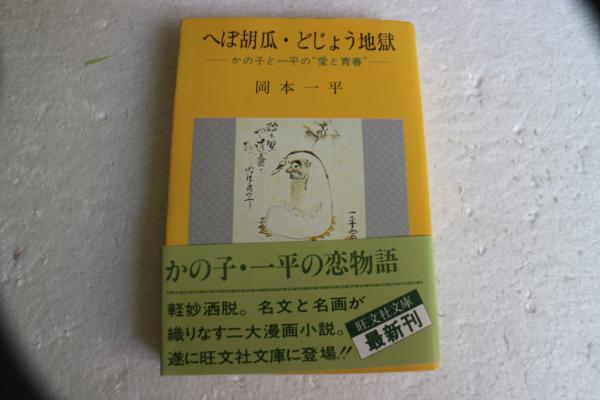 へぼ胡瓜・どじょう地獄
―かの子と一平の“愛と青春”―
岡本一平
かの子・一平の恋物語
軽妙洒脱。名文と名画が
織りなす二大漫画小説。
遂に旺文社文庫に登場!!
旺文社文庫
最新刊